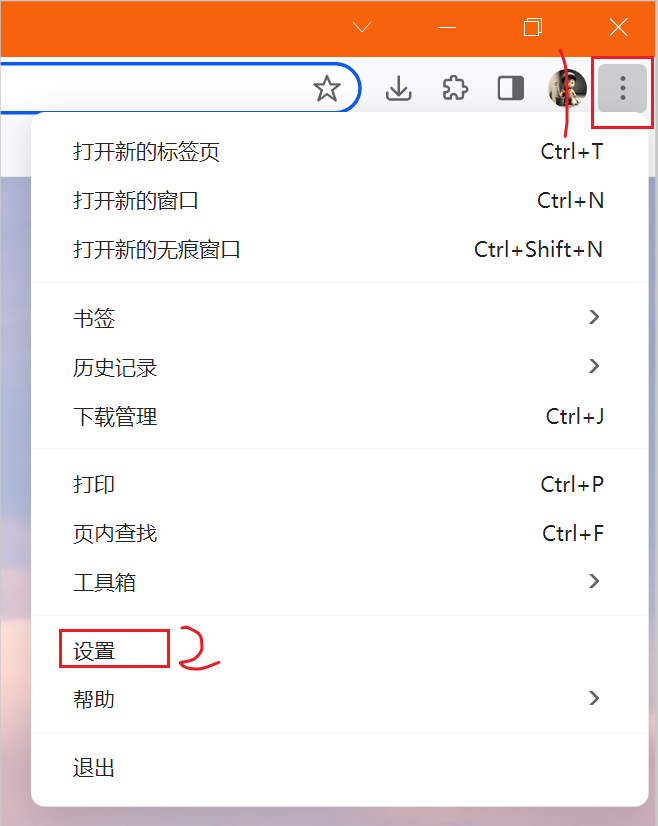 打开新的标签页 Ctrl+T
打开新的窗口 Ctrl+N
打开新的无痕窗口 Ctrl+Shift+N
书签
历史记录
下载管理 Ctrl+J
打印 Ctrl+P
页内查找 Ctrl+F
工具箱
设置 2
帮助
退出